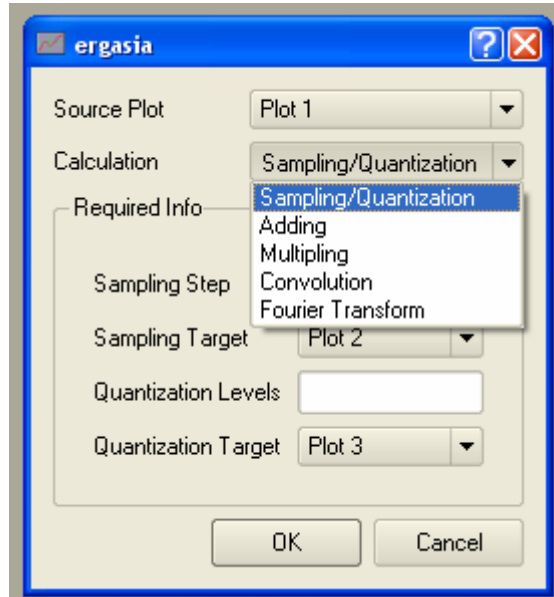 ergasia
Source Plot Plot 1
Calculation Sampling/Quantization
Required Info Sampling/Quantization
Adding
Multipling
Convolution
Sampling Step Fourier Transform
Sampling Target Plot 2
Quantization Levels
Quantization Target Plot 3
OK Cancel